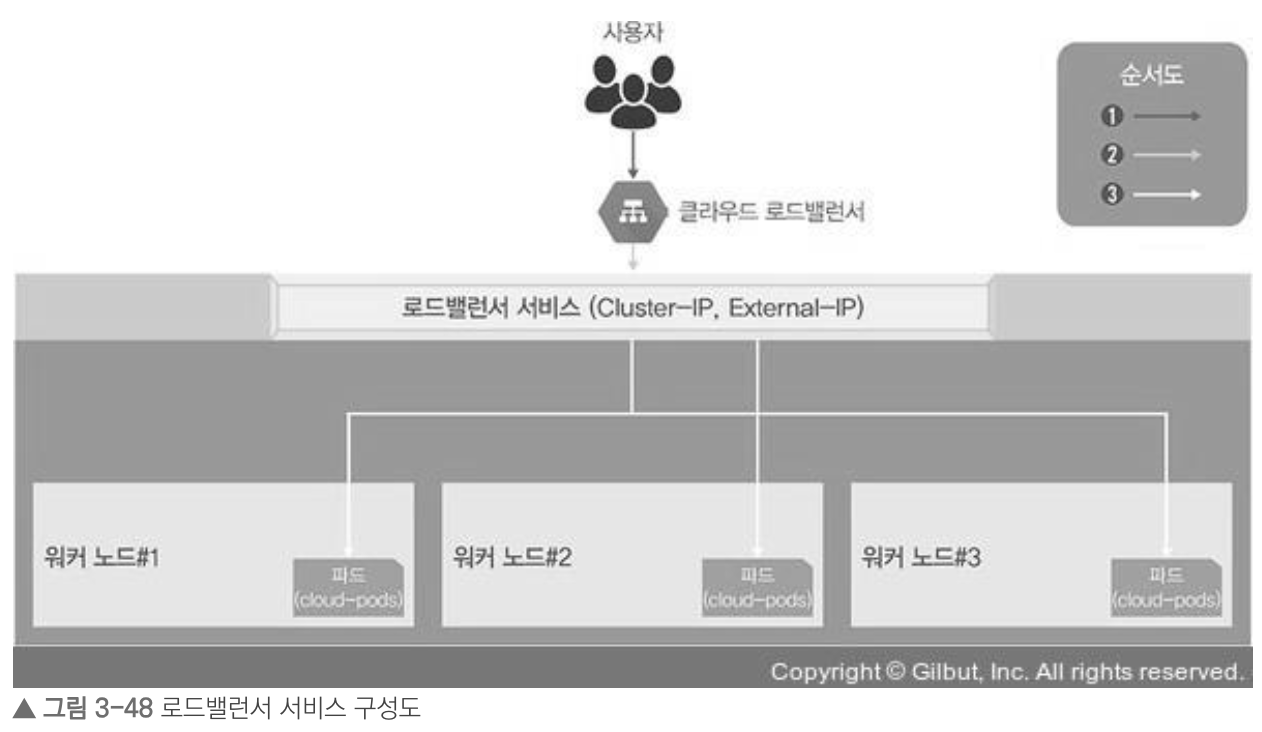 사용자
순서도
1
2
3
클라우드 로드밸런서
로드밸런서 서비스 (Cluster-IP, External-IP)
워커 노드#1
파드
(cloud-pods)
워커 노드#2
파드
(cloud-pods)
워커 노드#3
파드
(cloud-pods)
Copyright © Gilbut, Inc. All rights reserved.
▲ 그림 3-48 로드밸런서 서비스 구성도